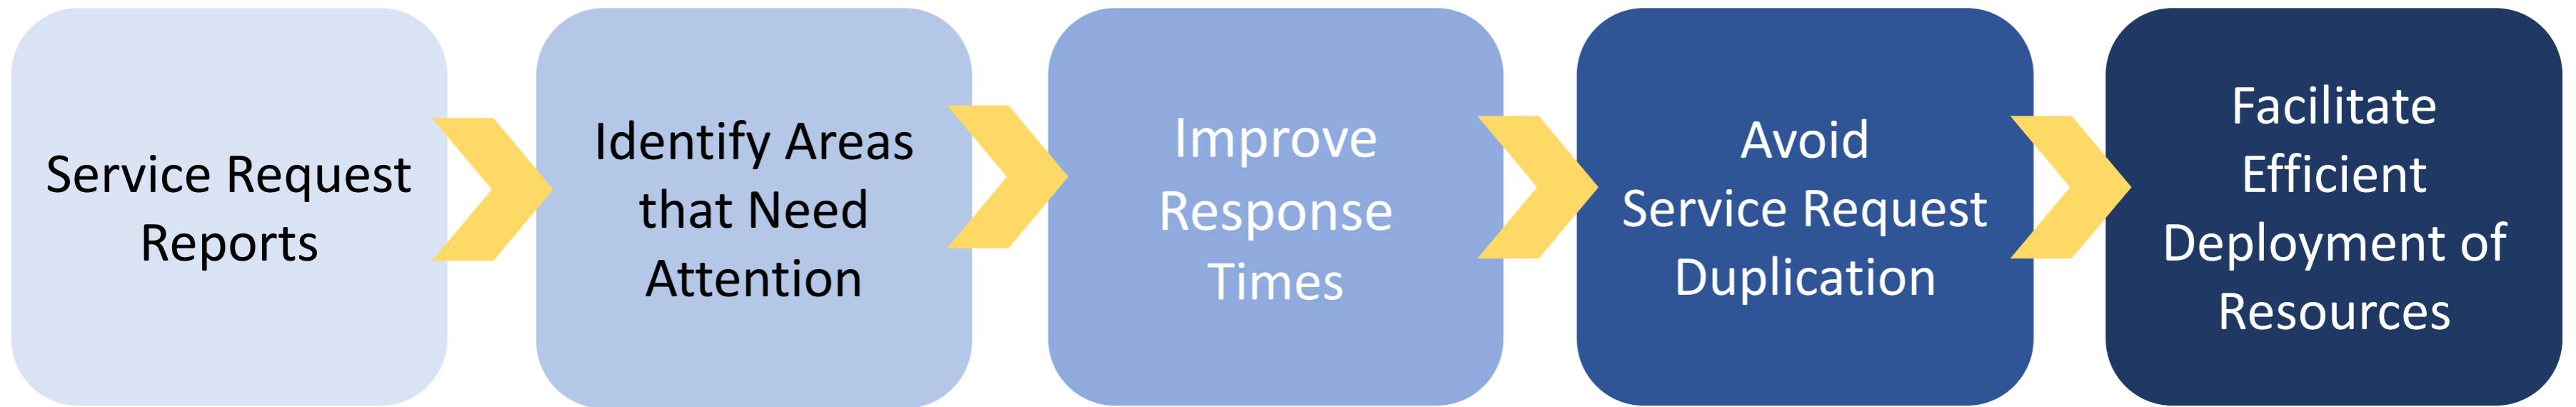 Service Request
Reports
Identify Areas
that Need
Attention
Improve
Response
Times
Avoid
Service Request
Duplication
Facilitate
Efficient
Deployment of
Resources